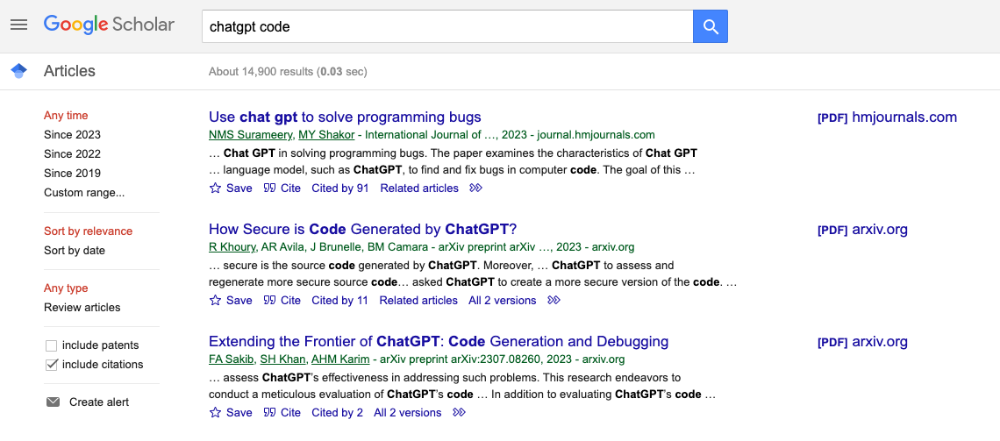 Google Scholar
chatgpt code
Articles
About 14,900 results (0.03 sec)
Any time
Since 2023
Since 2022
Since 2019
Custom range...
Sort by relevance
Sort by date
Any type
Review articles
include patents
include citations
Create alert
Use chat gpt to solve programming bugs
[PDF] hmjournals.com
NMS Surameery, MY Shakor - International Journal of …, 2023 - journal.hmjournals.com
… Chat GPT in solving programming bugs. The paper examines the characteristics of Chat GPT
… language model, such as ChatGPT, to find and fix bugs in computer code. The goal of this …
Save Cite Cited by 91 Related articles
How Secure is Code Generated by ChatGPT?
[PDF] arxiv.org
R Khoury, AR Avila, J Brunelle, BM Camara - arXiv preprint arXiv …, 2023 - arxiv.org
… secure is the source code generated by ChatGPT. Moreover, … ChatGPT to assess and
regenerate more secure source code… asked ChatGPT to create a more secure version of the code. …
Save Cite Cited by 11 Related articles All 2 versions
Extending the Frontier of ChatGPT: Code Generation and Debugging
[PDF] arxiv.org
FA Sakib, SH Khan, AHM Karim - arXiv preprint arXiv:2307.08260, 2023 - arxiv.org
… assess ChatGPT's effectiveness in addressing such problems. This research endeavors to
conduct a meticulous evaluation of ChatGPT's code … In addition to evaluating ChatGPT's code …
Save Cite Cited by 2 All 2 versions